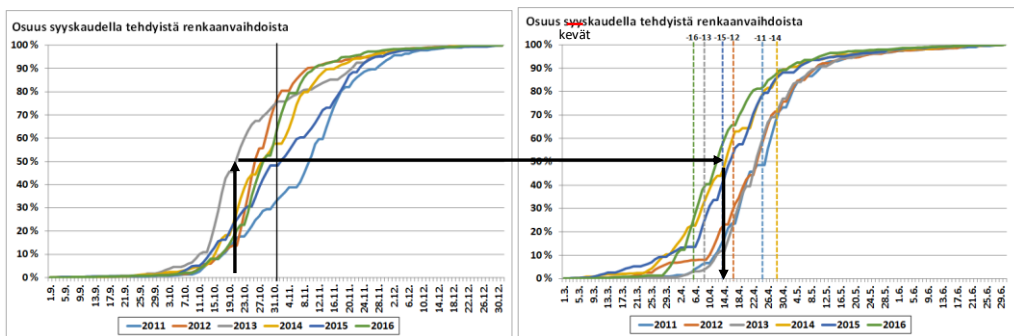 Osuus syyskaudella tehdyistä renkaanvaihdoista
100 %
90 %
80 %
70 %
60 %
50 %
40 %
30 %
20 %
10 %
0 %
1.9. 5.9. 9.9. 13.9. 17.9. 21.9. 25.9. 29.9. 3.10. 7.10. 11.10. 15.10. 19.10. 23.10. 27.10. 31.10. 4.11. 8.11. 12.11. 16.11. 20.11. 24.11. 28.11. 2.12. 6.12. 10.12. 14.12. 18.12. 22.12. 26.12. 30.12.
2011 2012 2013 2014 2015 2016
Osuus syyskaudella tehdyistä renkaanvaihdoista
kevät
-16 -13 -15 -12 -11 -14
100 %
90 %
80 %
70 %
60 %
50 %
40 %
30 %
20 %
10 %
0 %
1.3. 5.3. 9.3. 13.3. 17.3. 21.3. 25.3. 29.3. 2.4. 6.4. 10.4. 14.4. 18.4. 22.4. 26.4. 30.4. 4.5. 8.5. 12.5. 16.5. 20.5. 24.5. 28.5. 1.6. 5.6. 9.6. 13.6. 17.6. 21.6. 25.6. 29.6.
2011 2012 2013 2014 2015 2016